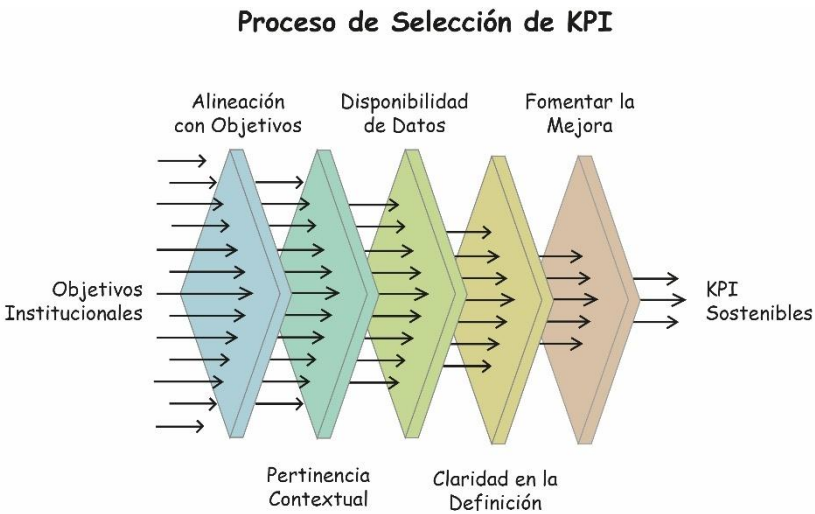 Proceso de Selección de KPI
Alineación
con Objetivos
Disponibilidad
de Datos
Fomentar la
Mejora
Objetivos
Institucionales
KPI
Sostenibles
Pertinencia
Contextual
Claridad en la
Definición